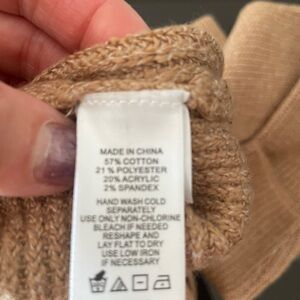 MADE IN CHINA
57% COTTON
21% POLYESTER
20% ACRYLIC
2% SPANDEX
HAND WASH COLD
SEPARATELY
USE ONLY NON-CHLORINE
BLEACH IF NEEDED
RESHAPE AND
LAY FLAT TO DRY
USE LOW IRON
IF NECESSARY